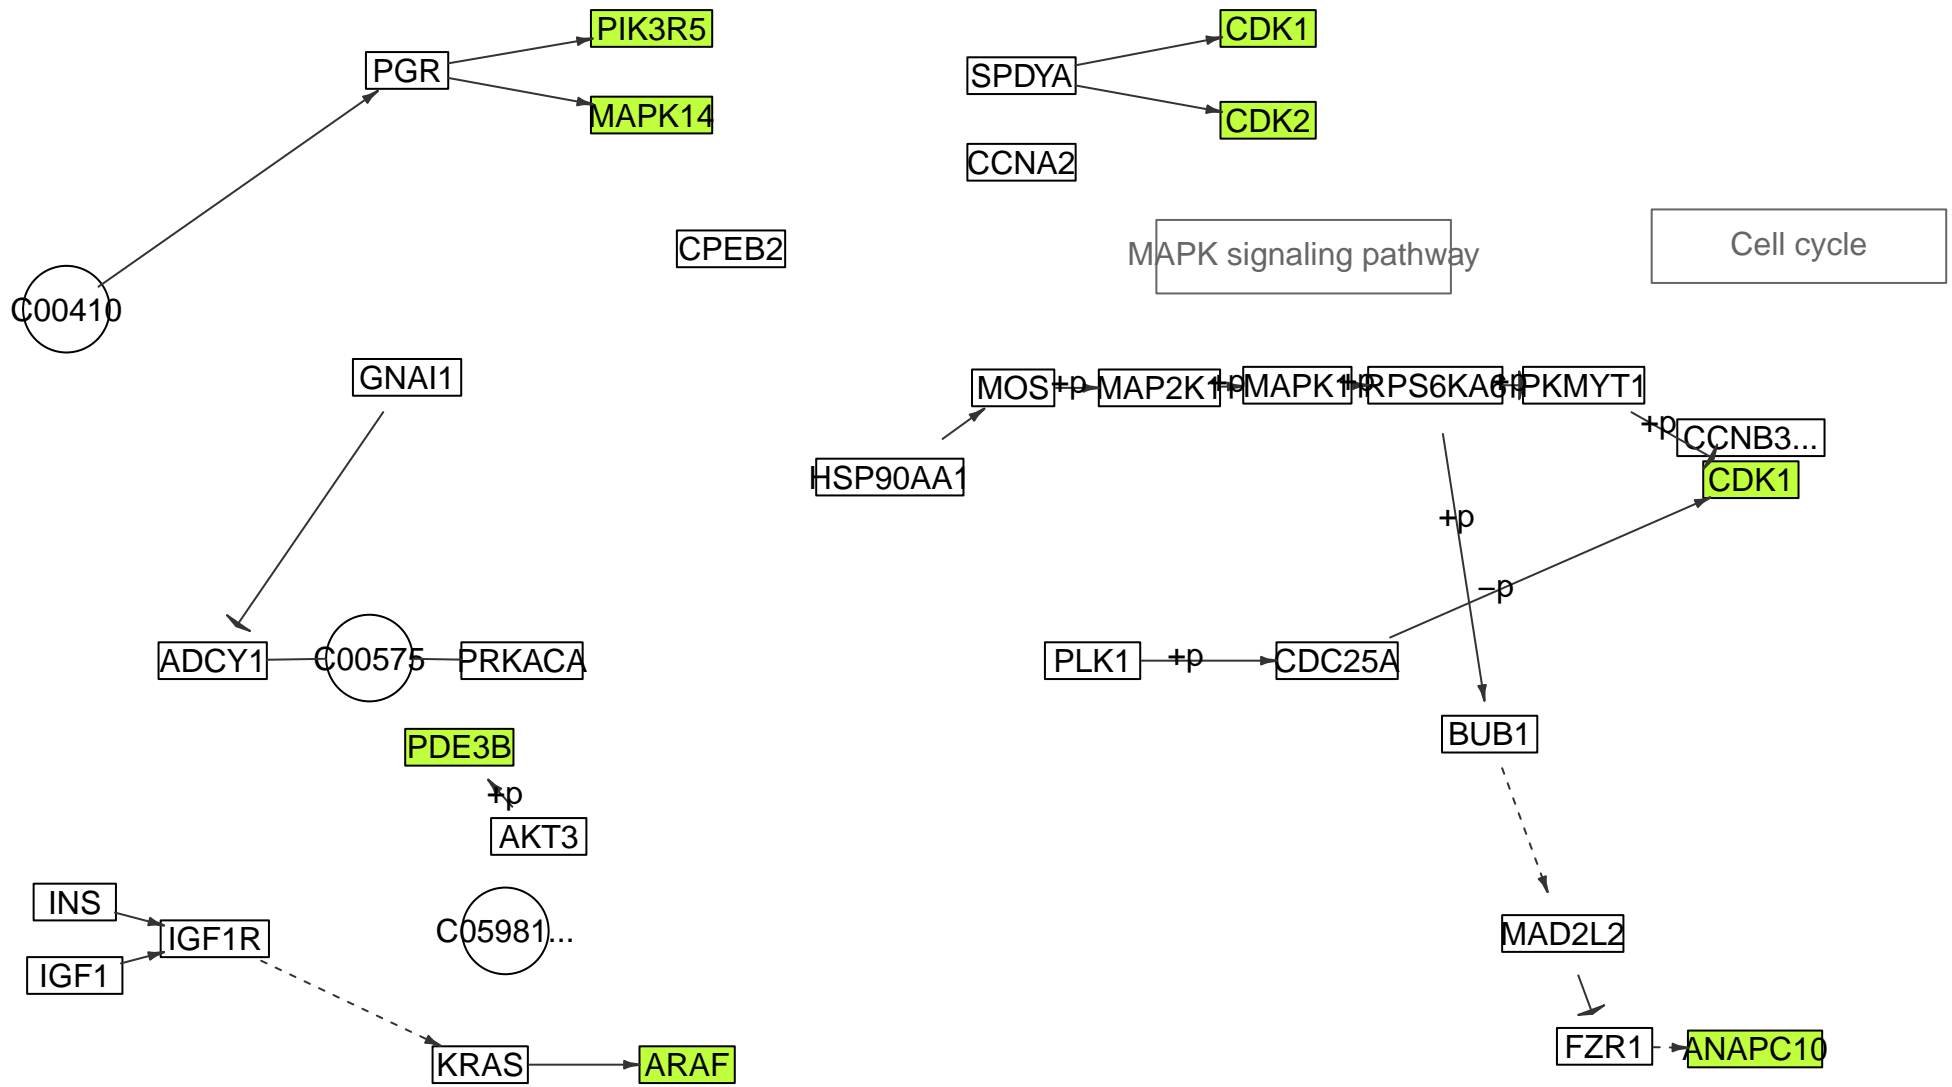 PIK3R5
CDK1
PGR
SPDYA
MAPK14
CDK2
CCNA2
CPEB2
MAPK signaling pathway
Cell cycle
C00410
GNAI1
MOS
+p
MAP2K1
+p
MAPK1
+p
RPS6KA6
+p
PKMYT1
+p
CCNB3...
HSP90AA1
CDK1
+p
−p
ADCY1
C00575
PRKACA
PLK1
+p
CDC25A
BUB1
PDE3B
+p
AKT3
INS
IGF1R
C05981...
MAD2L2
IGF1
FZR1
ANAPC10
KRAS
ARAF